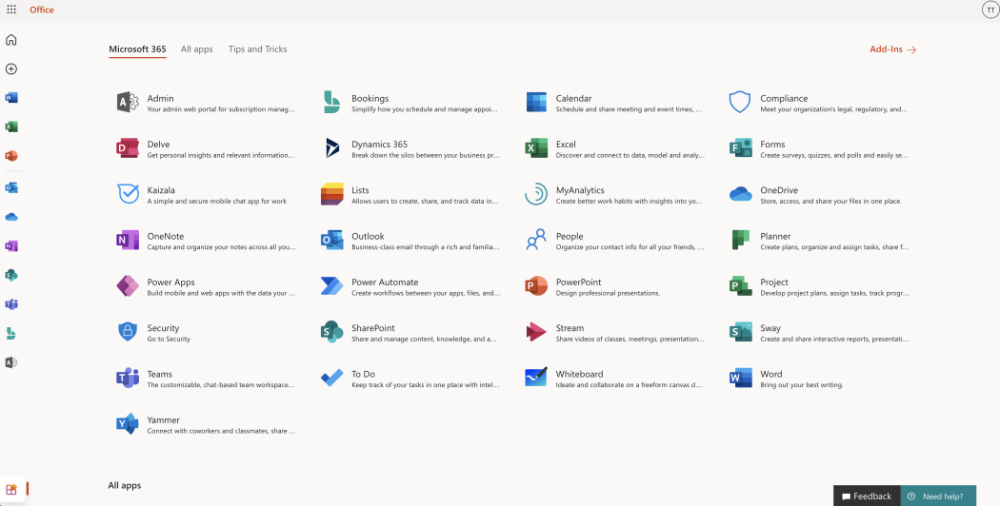 Office
TT
Microsoft 365 All apps Tips and Tricks Add-Ins →
Admin
Your admin web portal for subscription manag...
Bookings
Simplify how you schedule and manage appoi...
Calendar
Schedule and share meeting and event times, ...
Compliance
Meet your organization's legal, regulatory, and...
Delve
Get personal insights and relevant information...
Dynamics 365
Break down the silos between your business pr...
Excel
Discover and connect to data, model and analy...
Forms
Create surveys, quizzes, and polls and easily se...
Kaizala
A simple and secure mobile chat app for work
Lists
Allows users to create, share, and track data in...
MyAnalytics
Create better work habits with insights into yo...
OneDrive
Store, access, and share your files in one place.
OneNote
Capture and organize your notes across all you...
Outlook
Business-class email through a rich and familia...
People
Organize your contact info for all your friends, ...
Planner
Create plans, organize and assign tasks, share f...
Power Apps
Build mobile and web apps with the data your ...
Power Automate
Create workflows between your apps, files, and...
PowerPoint
Design professional presentations.
Project
Develop project plans, assign tasks, track progr...
Security
Go to Security
SharePoint
Share and manage content, knowledge, and a...
Stream
Share videos of classes, meetings, presentation...
Sway
Create and share interactive reports, presentati...
Teams
The customizable, chat-based team workspace...
To Do
Keep track of your tasks in one place with intel...
Whiteboard
Ideate and collaborate on a freeform canvas d...
Word
Bring out your best writing.
Yammer
Connect with coworkers and classmates, share ...
All apps
Feedback
Need help?